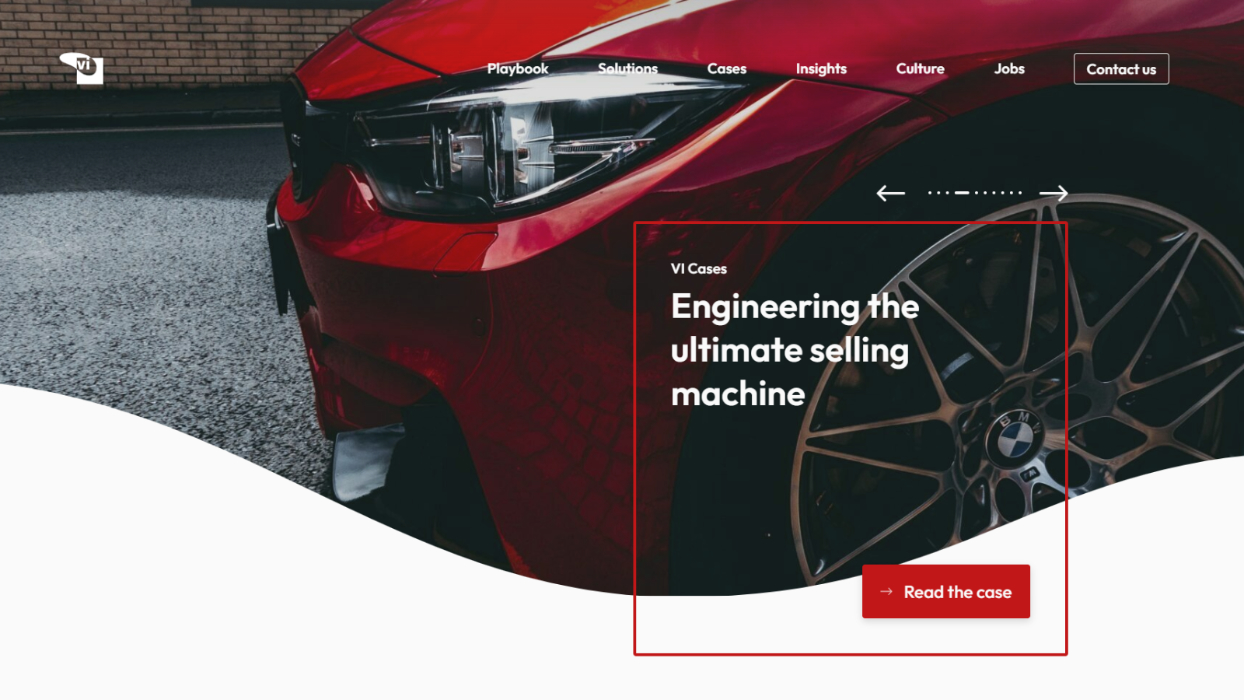 vi
Playbook
Solutions
Cases
Insights
Culture
Jobs
Contact us
VI Cases
Engineering the
ultimate selling
machine
BMW
Read the case